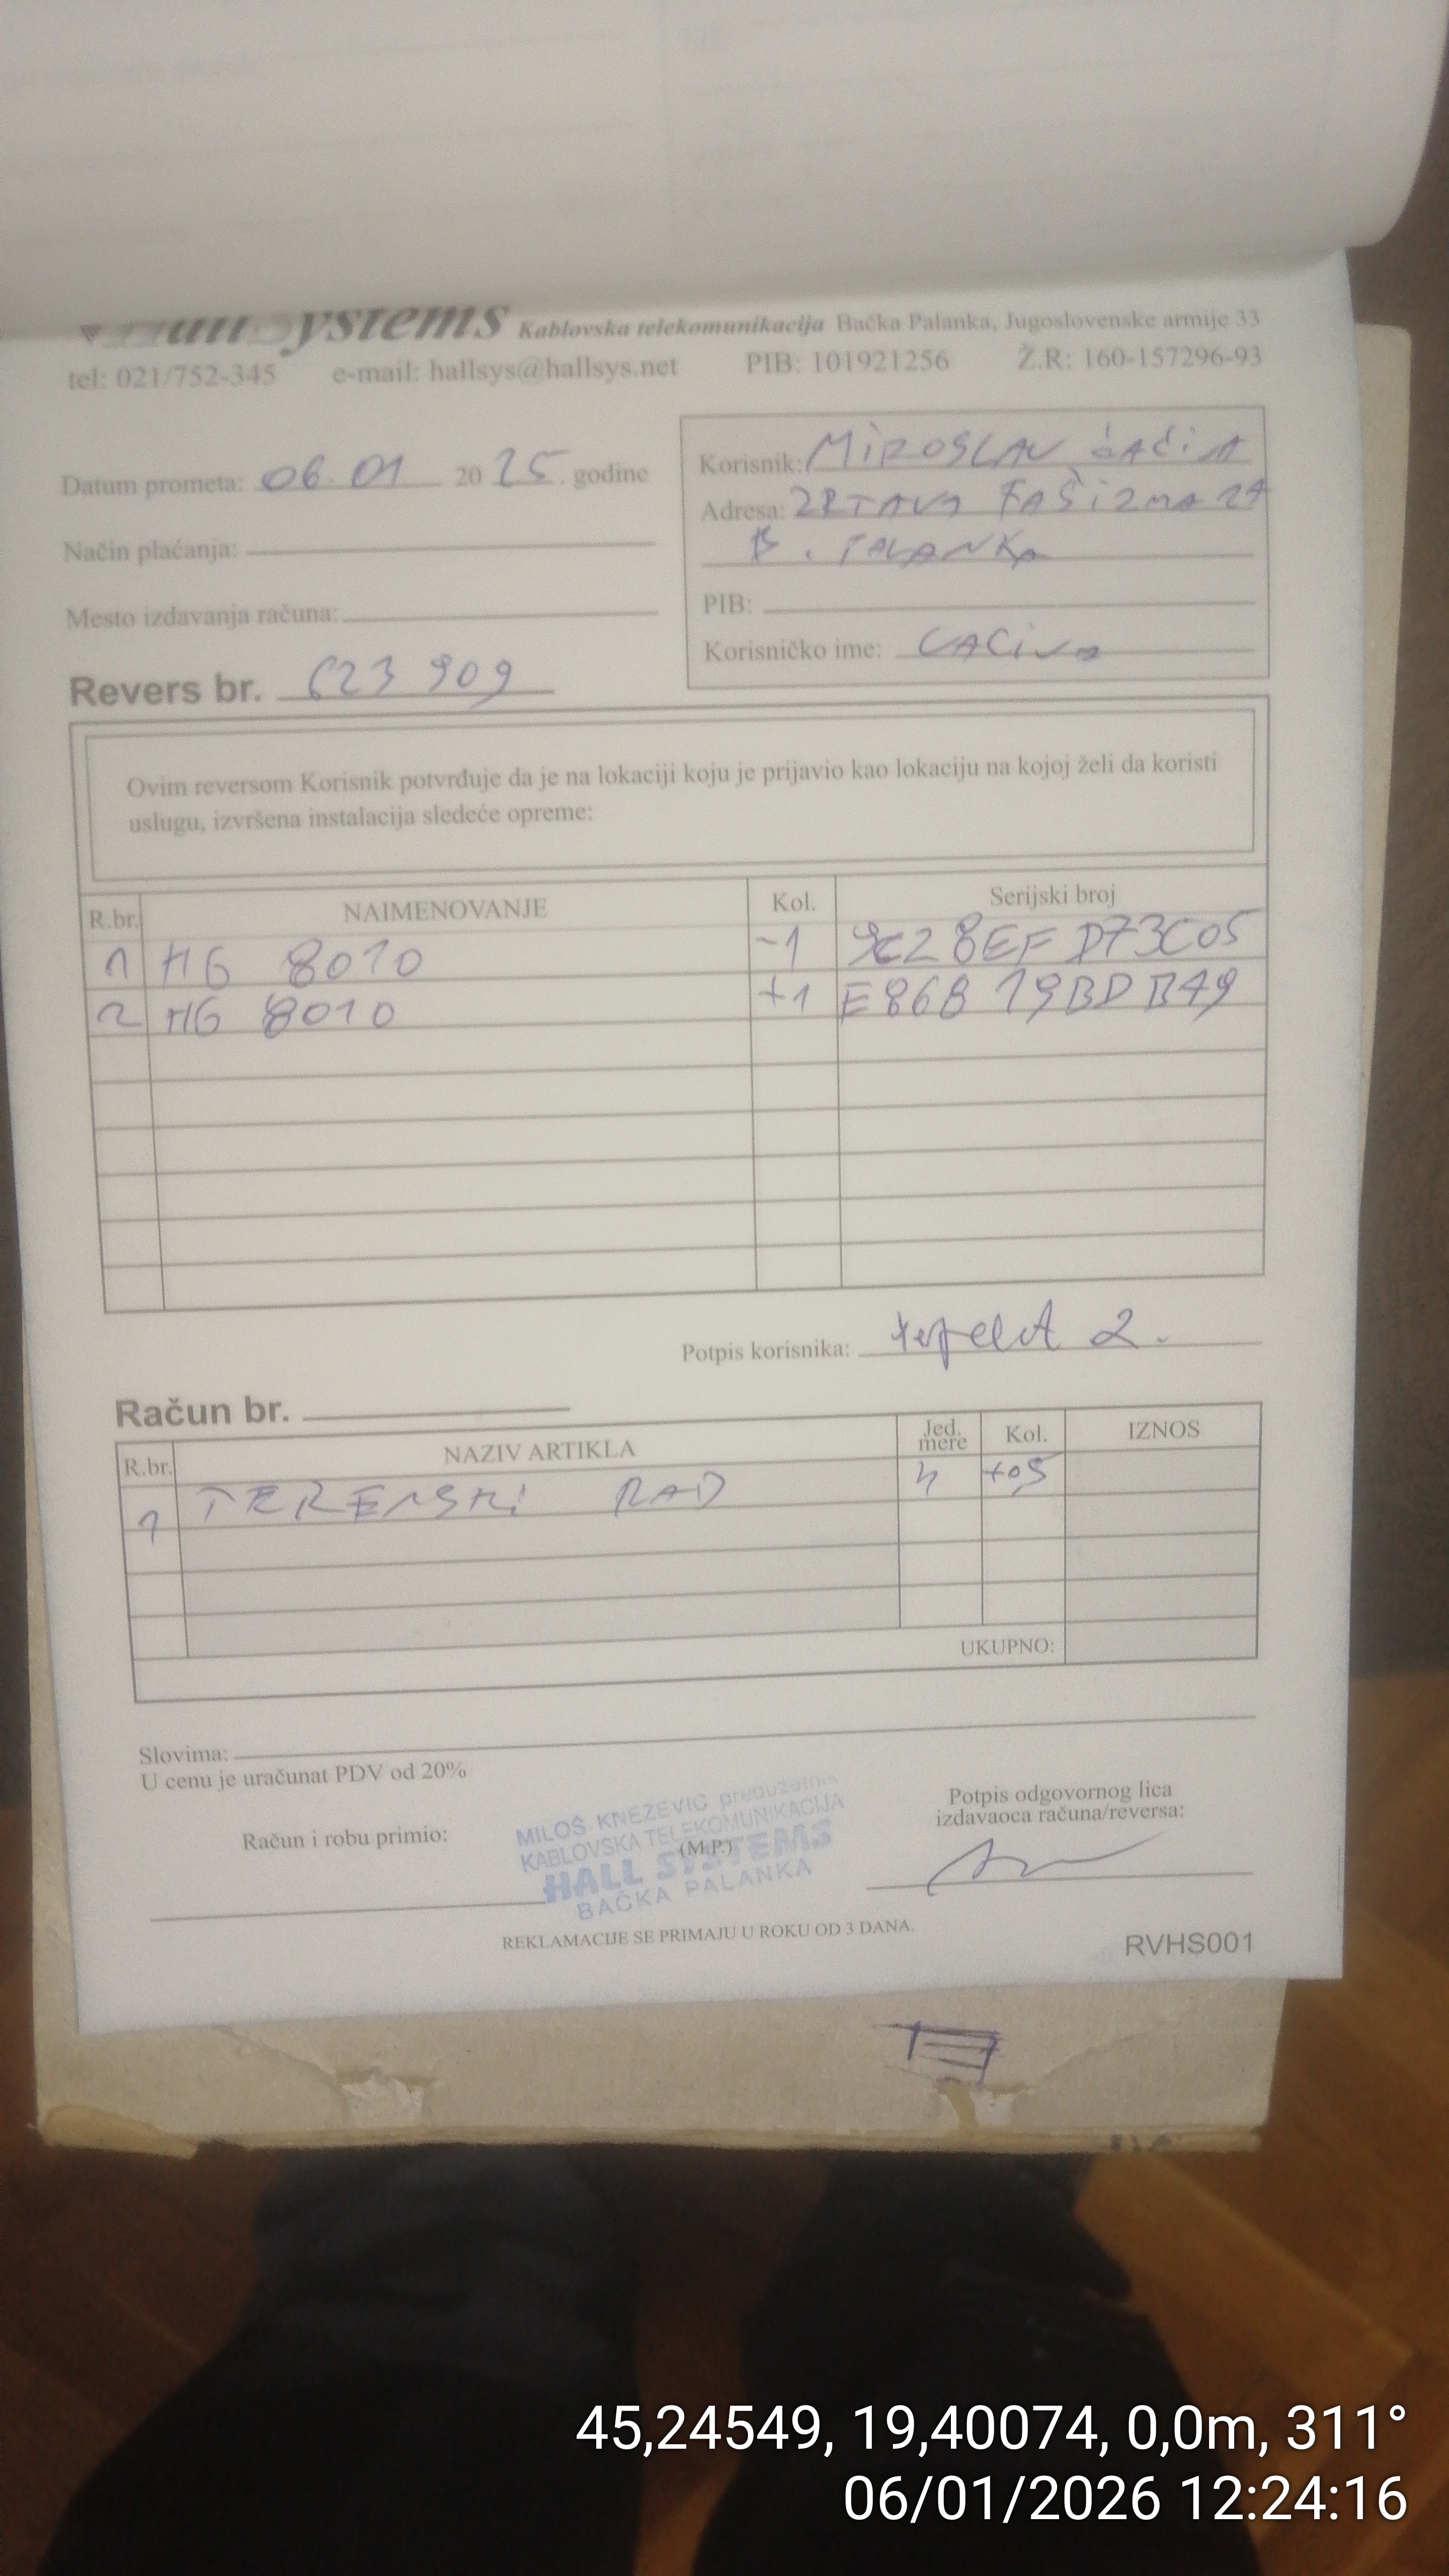 Hall Systems Kablovska telekomunikacija Bačka Palanka, Jugoslovenske armije 33
tel: 021/752-345 e-mail: hallsys@hallsys.net PIB: 101921256 Ž.R: 160-157296-93
Datum prometa: 06.01 2025. godine
Način plaćanja:
Mesto izdavanja računa:
Revers br. 623 909
Korisnik: MIROSLAV
Adresa: ŽRTAVA FAŠIZMA
B. PALANKA
PIB:
Korisničko ime:
Ovim reversom Korisnik potvrđuje da je na lokaciji koju je prijavio kao lokaciju na kojoj želi da koristi
uslugu, izvršena instalacija sledeće opreme:
R.br. NAIMENOVANJE Kol. Serijski broj
1 HG 8010 -1 9C28EFD73C05
2 HG 8010 +1 E86819BDB749
Potpis korisnika:
Račun br.
R.br. NAZIV ARTIKLA Jed. mere Kol. IZNOS
1 TERENSKI RAD h +0,5
UKUPNO:
Slovima:
U cenu je uračunat PDV od 20%
Račun i robu primio:
MILOŠ KNEŽEVIĆ preduzetnik
KABLOVSKA TELEKOMUNIKACIJA
(M.P.)
HALL SYSTEMS
BAČKA PALANKA
Potpis odgovornog lica
izdavaoca računa/reversa:
REKLAMACIJE SE PRIMAJU U ROKU OD 3 DANA.
RVHS001
45,24549, 19,40074, 0,0m, 311°
06/01/2026 12:24:16